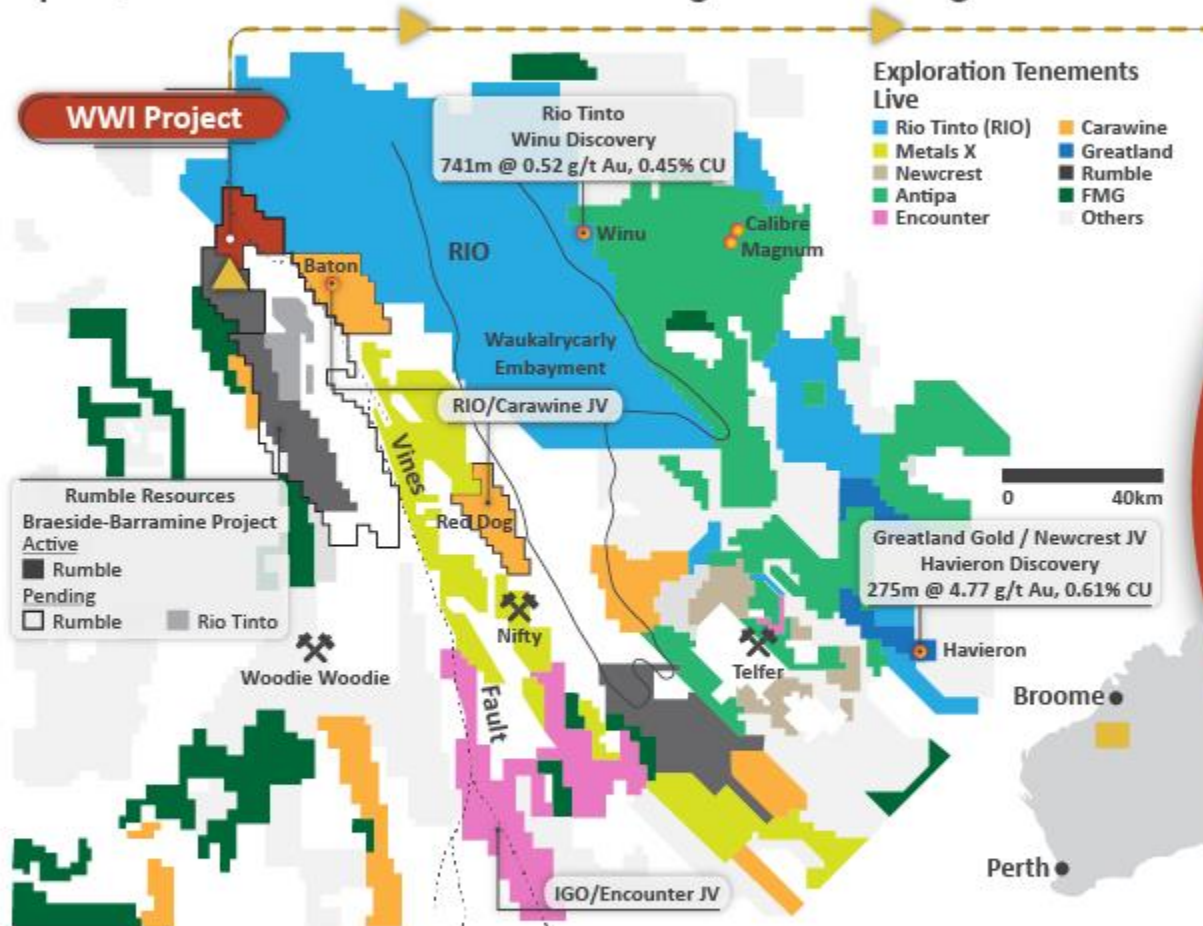 WWI Project
Rio Tinto
Winu Discovery
741m @ 0.52 g/t Au, 0.45% CU
Exploration Tenements
Live
Rio Tinto (RIO)
Metals X
Newcrest
Antipa
Encounter
Carawine
Greatland
Rumble
FMG
Others
Winu
Calibre
Magnum
RIO
Baton
Waukalrycarly
Embayment
RIO/Carawine JV
Vines
Red Dog
0 40km
Rumble Resources
Braeside-Barramine Project
Active
Rumble
Pending
Rumble Rio Tinto
Greatland Gold / Newcrest JV
Havieron Discovery
275m @ 4.77 g/t Au, 0.61% CU
Nifty
Woodie Woodie
Telfer
Havieron
Fault
Broome
Perth
IGO/Encounter JV